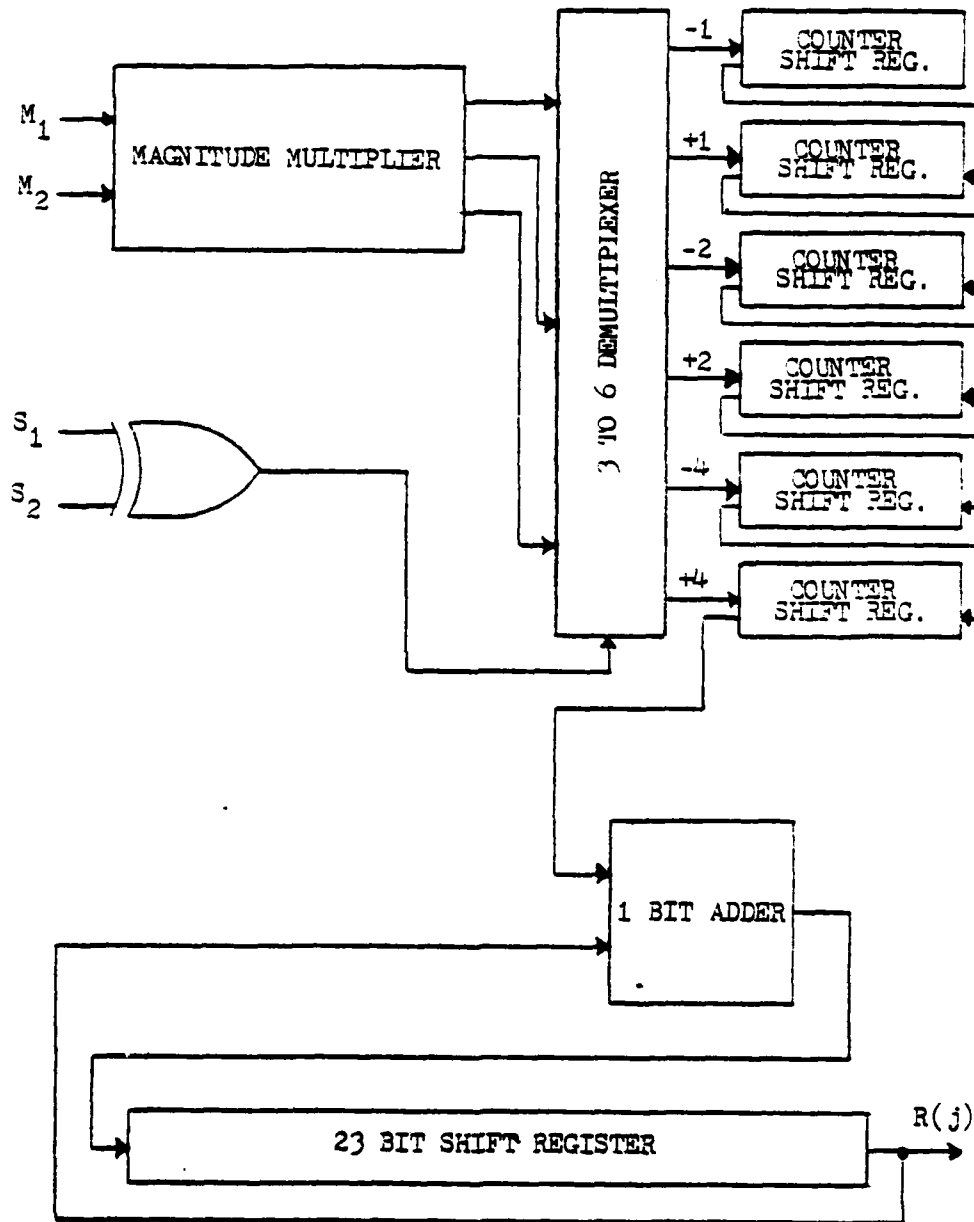 M1
M2
MAGNITUDE MULTIPLIER
S1
S2
3 TO 6 DEMULTIPLEXER
-1
COUNTER
SHIFT REG.
+1
COUNTER
SHIFT REG.
-2
COUNTER
SHIFT REG.
+2
COUNTER
SHIFT REG.
-4
COUNTER
SHIFT REG.
+4
COUNTER
SHIFT REG.
1 BIT ADDER
23 BIT SHIFT REGISTER
R(j)